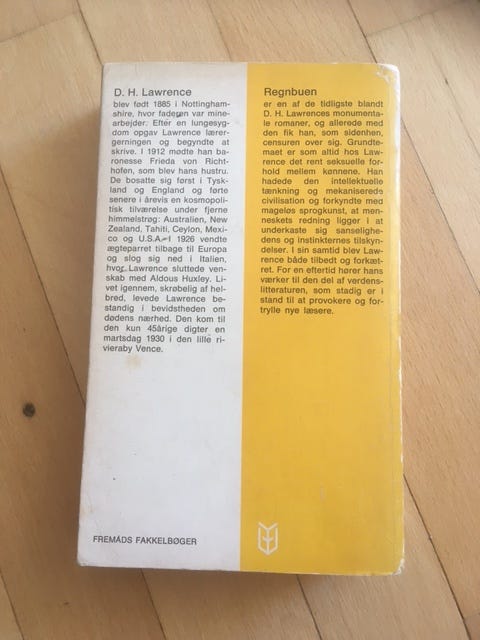 D. H. Lawrence
blev født 1885 i Nottingham-
shire, hvor faderen var mine-
arbejder. Efter en lungesyg-
dom opgav Lawrence lærer-
gerningen og begyndte at
skrive. I 1912 mødte han ba-
ronesse Frieda von Richt-
hofen, som blev hans hustru.
De bosatte sig først i Tysk-
land og England og førte
senere i årevis en kosmopoli-
tisk tilværelse under fjerne
himmelstrøg: Australien, New
Zealand, Tahiti, Ceylon, Mexi-
co og U.S.A. I 1926 vendte
ægteparret tilbage til Europa
og slog sig ned i Italien,
hvor Lawrence sluttede ven-
skab med Aldous Huxley. Li-
vet igennem, skrøbelig af hel-
bred, levede Lawrence be-
standig i bevidstheden om
dødens nærhed. Den kom til
den kun 45årige digter en
martsdag 1930 i den lille ri-
vieraby Vence.
FREMADS FAKKELBØGER
Regnbuen
er en af de tidligste blandt
D. H. Lawrences monumenta-
le romaner, og allerede med
den fik han, som sidenhen,
censuren over sig. Grundte-
maet er som altid hos Law-
rence det rent seksuelle for-
hold mellem kønnene. Han
hadede den intellektuelle
tænkning og mekaniserede
civilisation og forkyndte med
mageløs sprogkunst, at men-
neskets redning ligger i at
underkaste sig sanselighe-
dens og instinkternes tilskyn-
delser. I sin samtid blev Law-
rence både tilbedt og forkæt-
ret. For en eftertid hører hans
værker til den del af verdens-
litteraturen, som stadig er i
stand til at provokere og for-
trylle nye læsere.